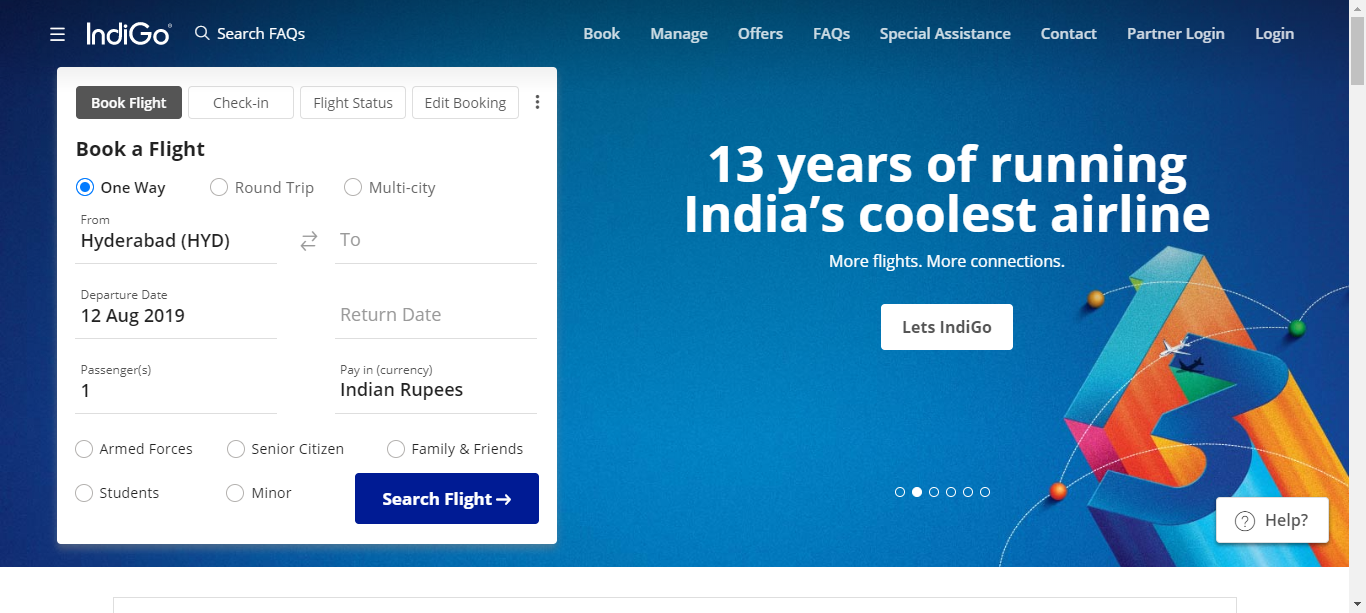 IndiGo
Search FAQs
Book
Manage
Offers
FAQs
Special Assistance
Contact
Partner Login
Login
Book Flight
Check-in
Flight Status
Edit Booking
Book a Flight
One Way
Round Trip
Multi-city
From
Hyderabad (HYD)
To
Departure Date
12 Aug 2019
Return Date
Passenger(s)
1
Pay in (currency)
Indian Rupees
Armed Forces
Senior Citizen
Family & Friends
Students
Minor
Search Flight →
13 years of running
India’s coolest airline
More flights. More connections.
Lets IndiGo
13
? Help?